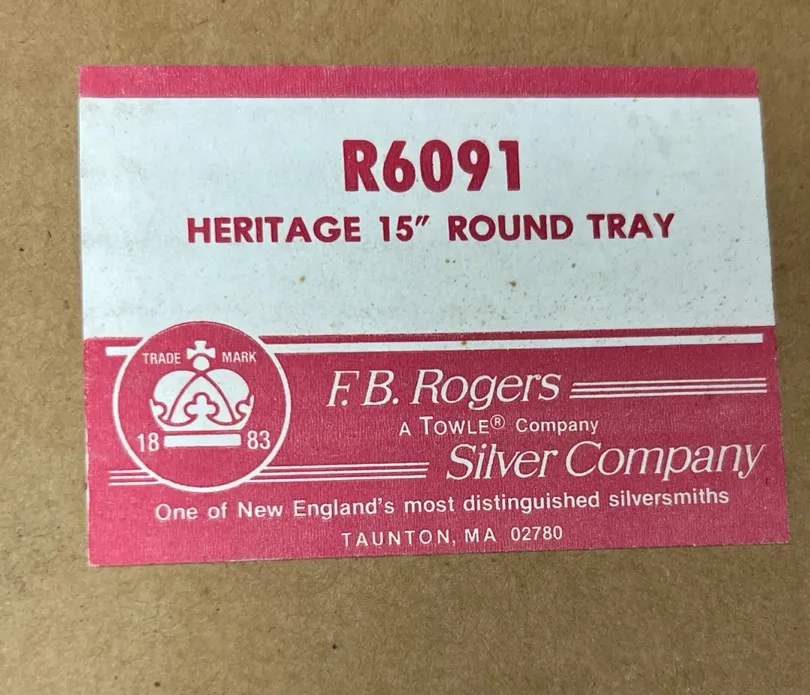 R6091
HERITAGE 15" ROUND TRAY
TRADE MARK
18 83
F.B. Rogers
A TOWLE® Company
Silver Company
One of New England's most distinguished silversmiths
TAUNTON, MA 02780